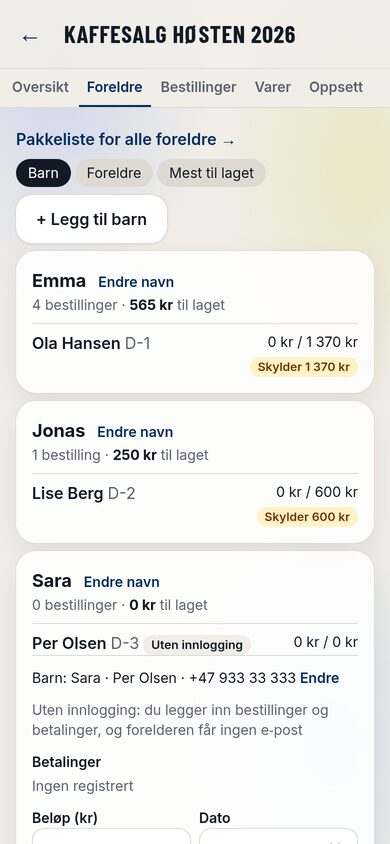 ← KAFFESALG HØSTEN 2026
Oversikt Foreldre Bestillinger Varer Oppsett
Pakkeliste for alle foreldre →
Barn Foreldre Mest til laget
+ Legg til barn
Emma Endre navn
4 bestillinger · 565 kr til laget
Ola Hansen D-1 0 kr / 1 370 kr
Skylder 1 370 kr
Jonas Endre navn
1 bestilling · 250 kr til laget
Lise Berg D-2 0 kr / 600 kr
Skylder 600 kr
Sara Endre navn
0 bestillinger · 0 kr til laget
Per Olsen D-3 Uten innlogging 0 kr / 0 kr
Barn: Sara · Per Olsen · +47 933 33 333 Endre
Uten innlogging: du legger inn bestillinger og
betalinger, og forelderen får ingen e-post
Betalinger
Ingen registrert
Beløp (kr) Dato